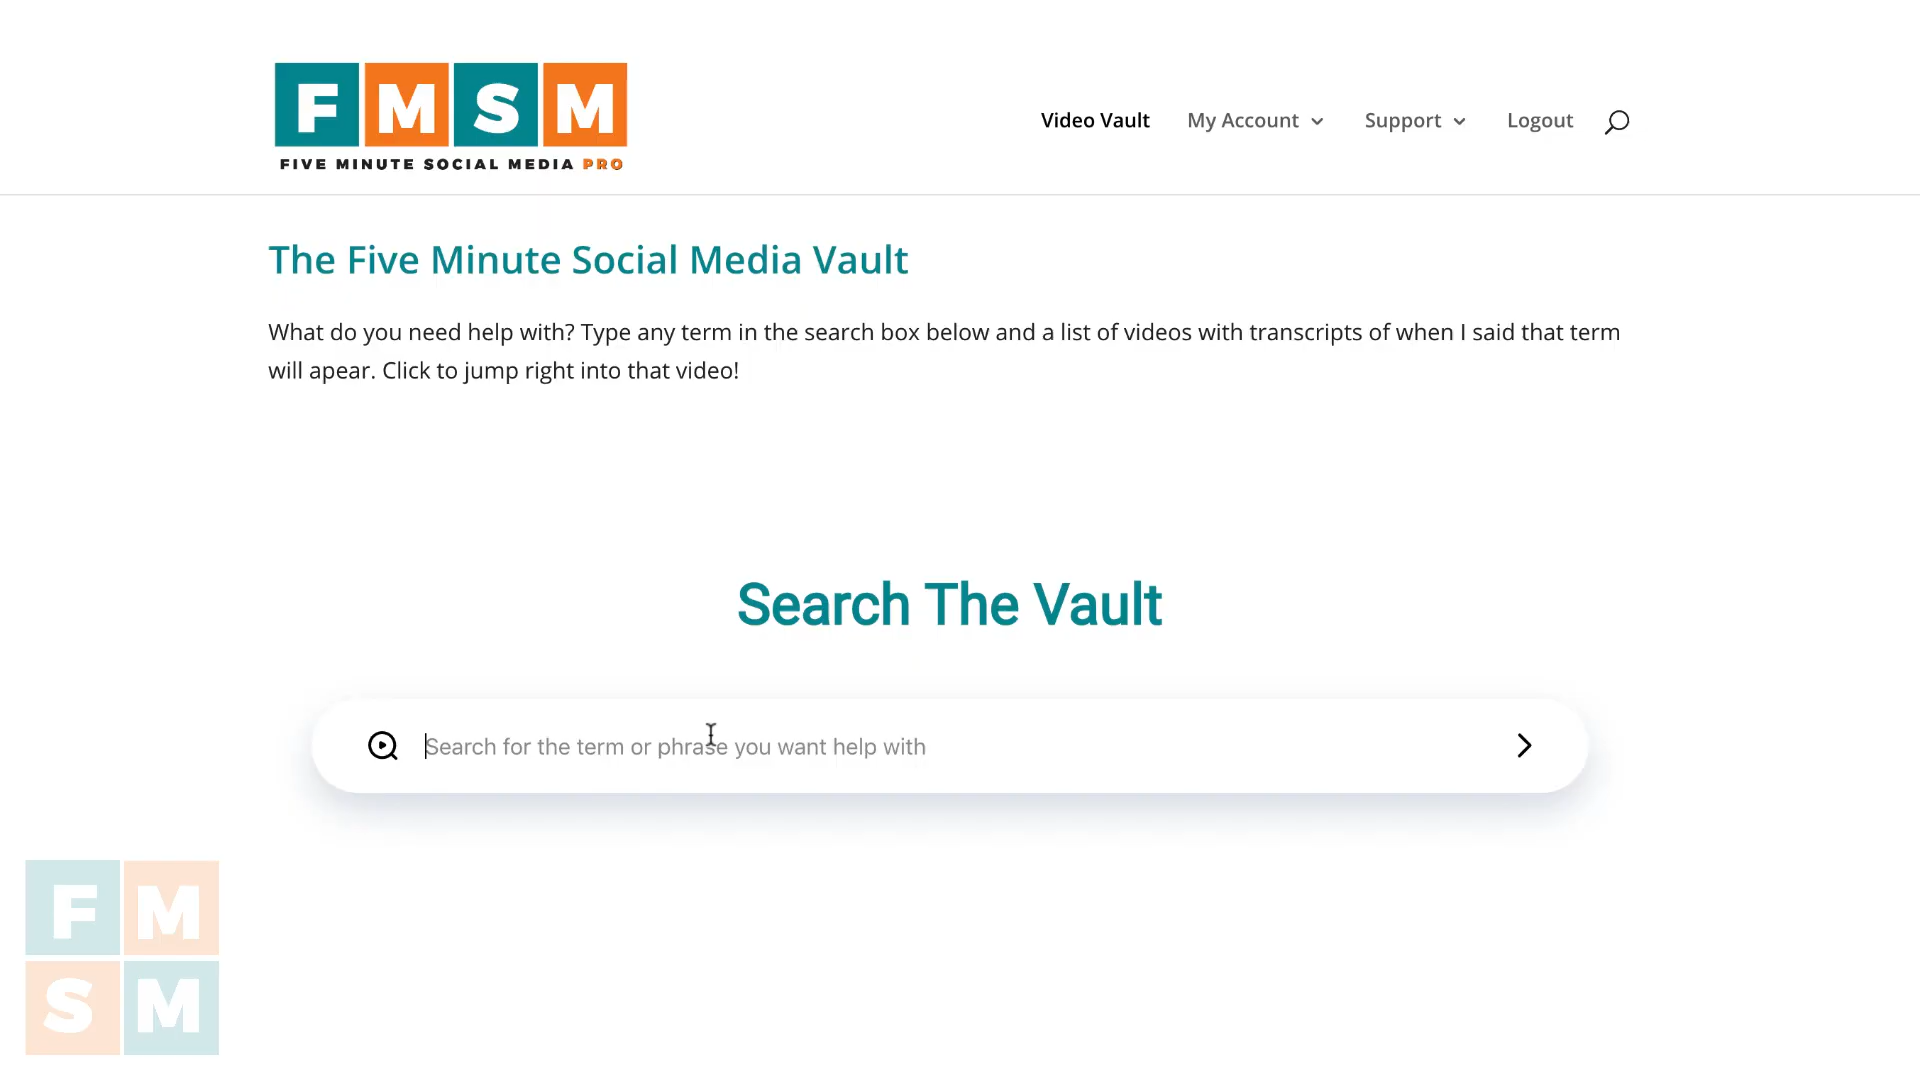 FMSM
FIVE MINUTE SOCIAL MEDIA PRO
Video Vault
My Account
Support
Logout
The Five Minute Social Media Vault
What do you need help with? Type any term in the search box below and a list of videos with transcripts of when I said that term
will apear. Click to jump right into that video!
Search The Vault
Search for the term or phrase you want help with
FM
SM